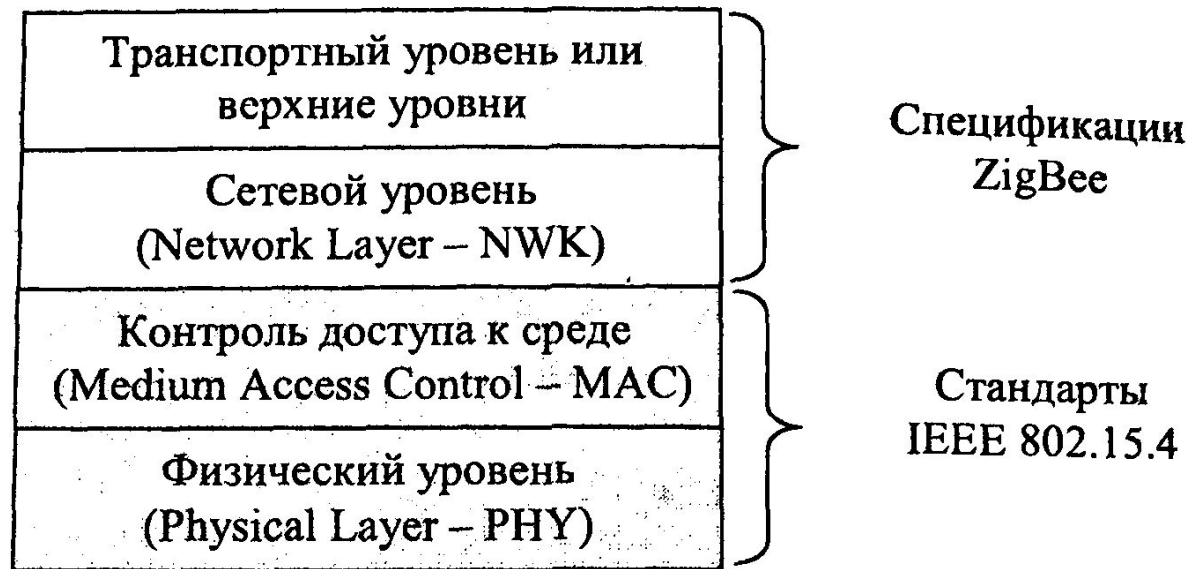 Транспортный уровень или
верхние уровни
Сетевой уровень
(Network Layer – NWK)
Спецификации
ZigBee
Контроль доступа к среде
(Medium Access Control – MAC)
Физический уровень
(Physical Layer – PHY)
Стандарты
IEEE 802.15.4